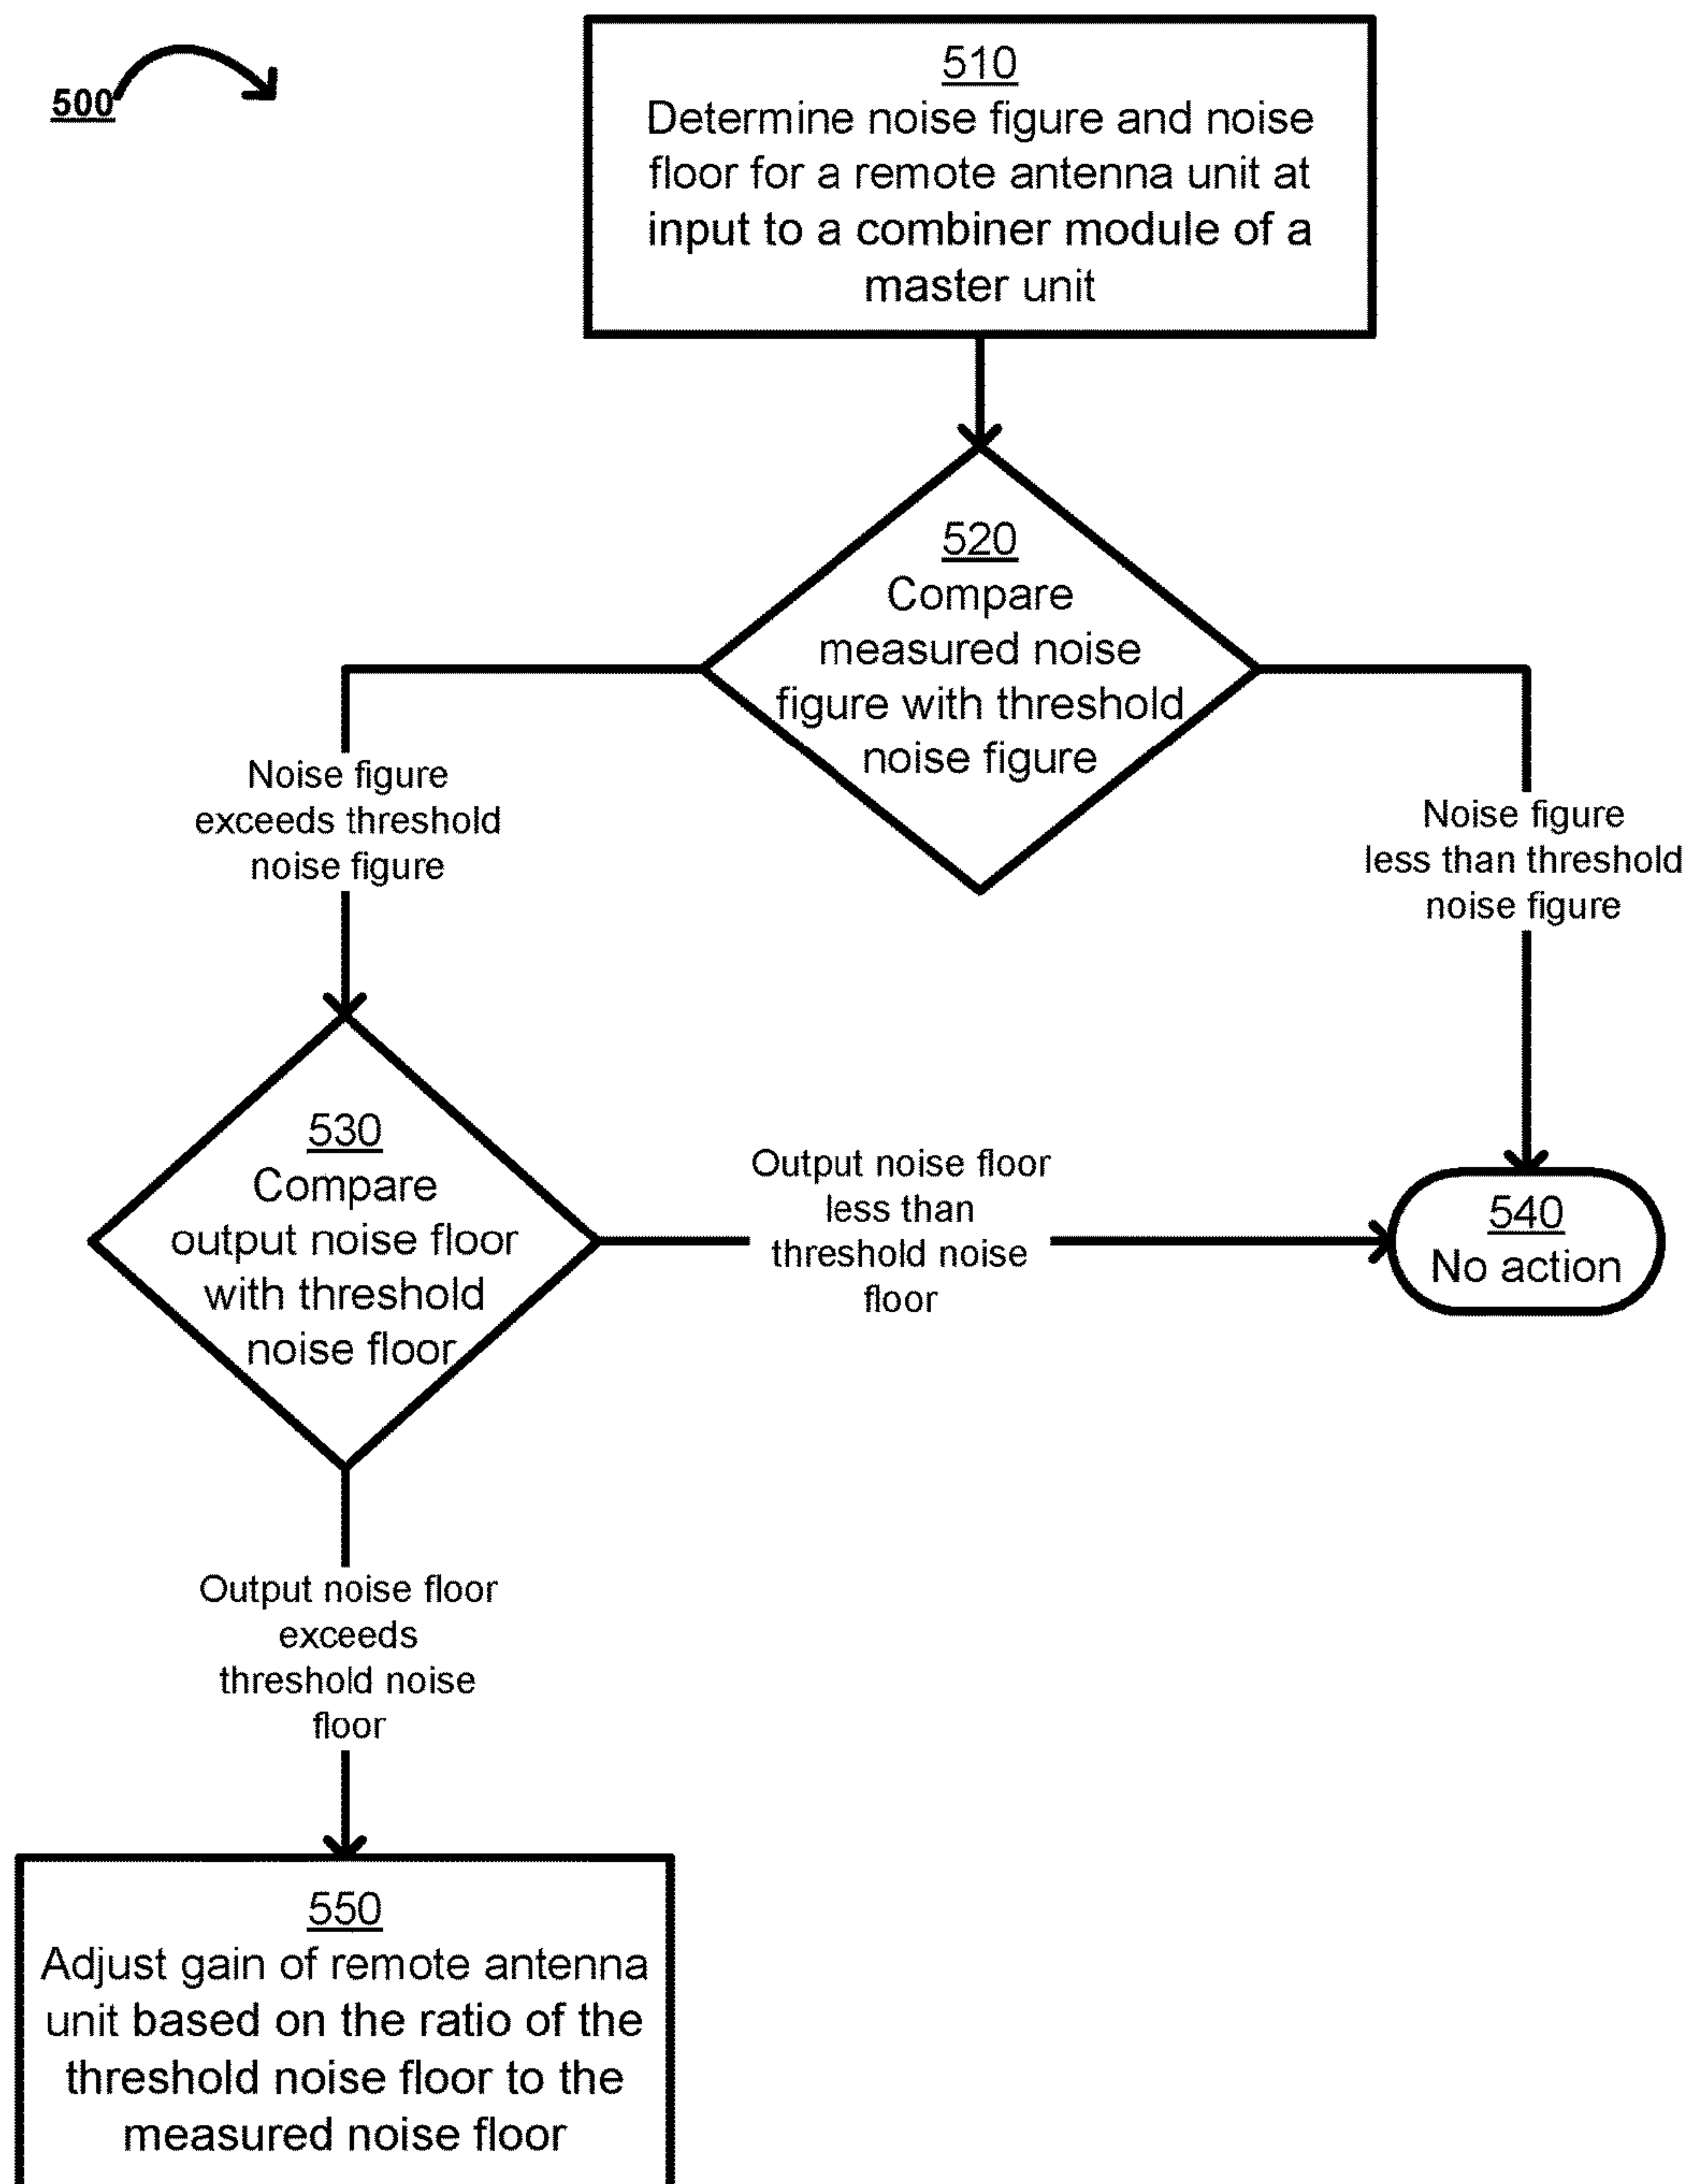 500
510
Determine noise figure and noise
floor for a remote antenna unit at
input to a combiner module of a
master unit
520
Compare
measured noise
figure with threshold
noise figure
Noise figure
exceeds threshold
noise figure
Noise figure
less than threshold
noise figure
530
Compare
output noise floor
with threshold
noise floor
Output noise floor
less than
threshold noise
floor
540
No action
Output noise floor
exceeds
threshold noise
floor
550
Adjust gain of remote antenna
unit based on the ratio of the
threshold noise floor to the
measured noise floor